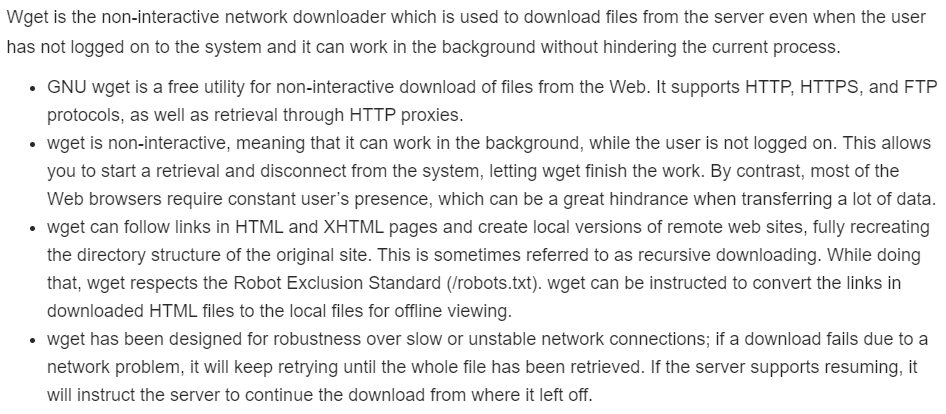 Wget is the non-interactive network downloader which is used to download files from the server even when the user
has not logged on to the system and it can work in the background without hindering the current process.
• GNU wget is a free utility for non-interactive download of files from the Web. It supports HTTP, HTTPS, and FTP
protocols, as well as retrieval through HTTP proxies.
• wget is non-interactive, meaning that it can work in the background, while the user is not logged on. This allows
you to start a retrieval and disconnect from the system, letting wget finish the work. By contrast, most of the
Web browsers require constant user’s presence, which can be a great hindrance when transferring a lot of data.
• wget can follow links in HTML and XHTML pages and create local versions of remote web sites, fully recreating
the directory structure of the original site. This is sometimes referred to as recursive downloading. While doing
that, wget respects the Robot Exclusion Standard (/robots.txt). wget can be instructed to convert the links in
downloaded HTML files to the local files for offline viewing.
• wget has been designed for robustness over slow or unstable network connections; if a download fails due to a
network problem, it will keep retrying until the whole file has been retrieved. If the server supports resuming, it
will instruct the server to continue the download from where it left off.